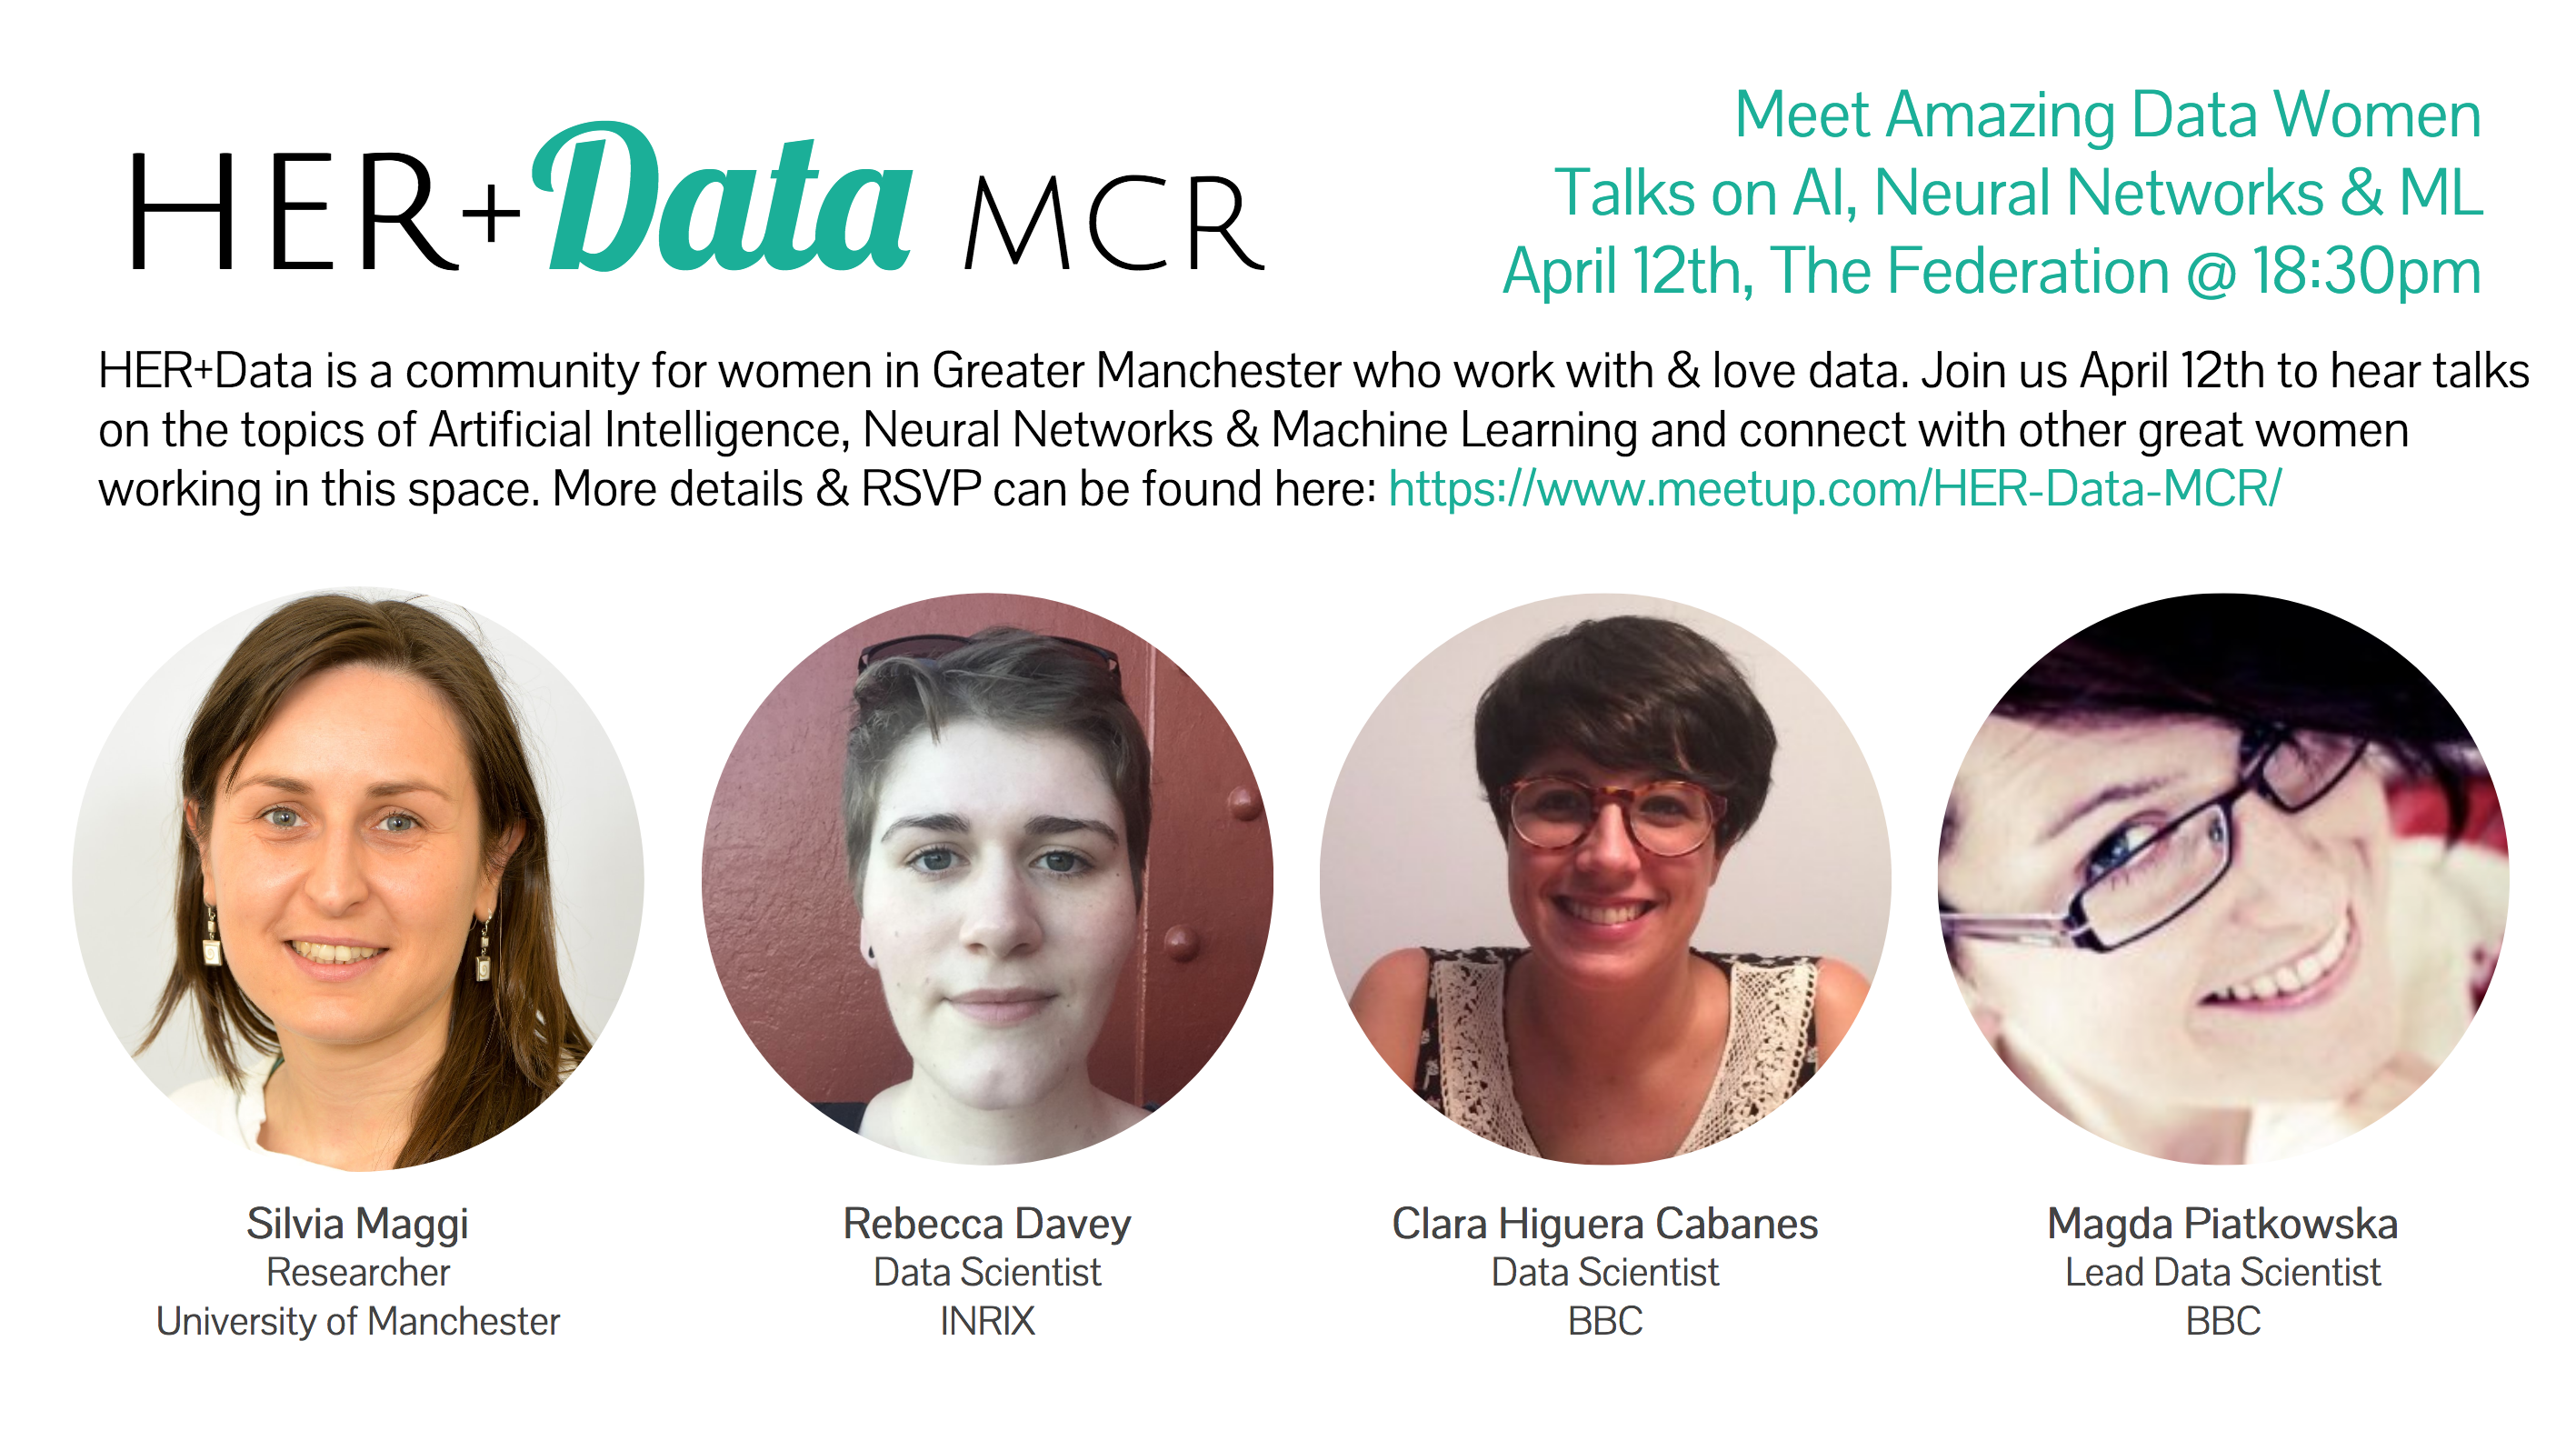 HER+Data MCR
Meet Amazing Data Women
Talks on AI, Neural Networks & ML
April 12th, The Federation @ 18:30pm
HER+Data is a community for women in Greater Manchester who work with & love data. Join us April 12th to hear talks
on the topics of Artificial Intelligence, Neural Networks & Machine Learning and connect with other great women
working in this space. More details & RSVP can be found here: https://www.meetup.com/HER-Data-MCR/
Silvia Maggi
Researcher
University of Manchester
Rebecca Davey
Data Scientist
INRIX
Clara Higuera Cabanes
Data Scientist
BBC
Magda Piatkowska
Lead Data Scientist
BBC